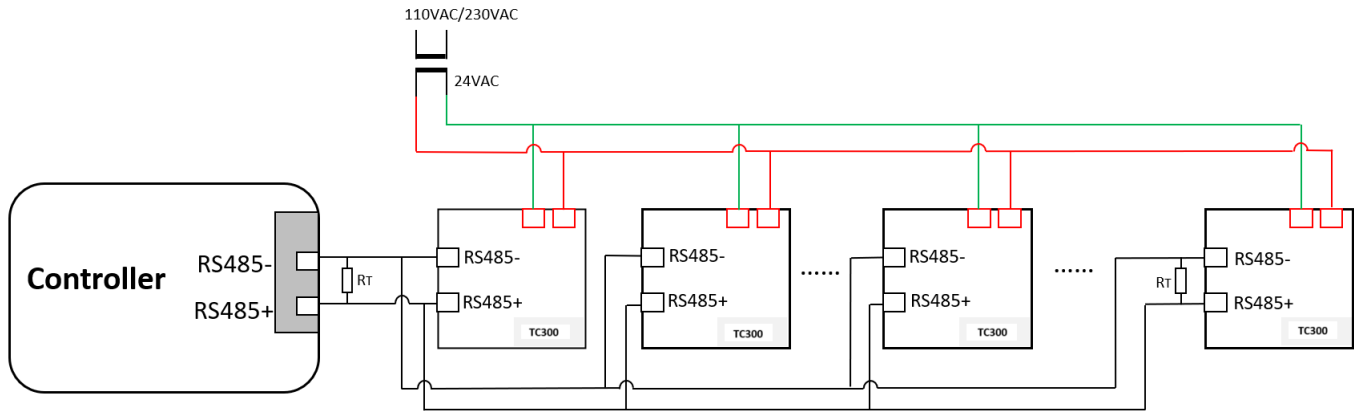 110VAC/230VAC
24VAC
Controller
RS485-
RS485+
RT
RS485-
RS485+
TC300
RS485-
RS485+
TC300
......
RS485-
RS485+
TC300
......
RT
RS485-
RS485+
TC300